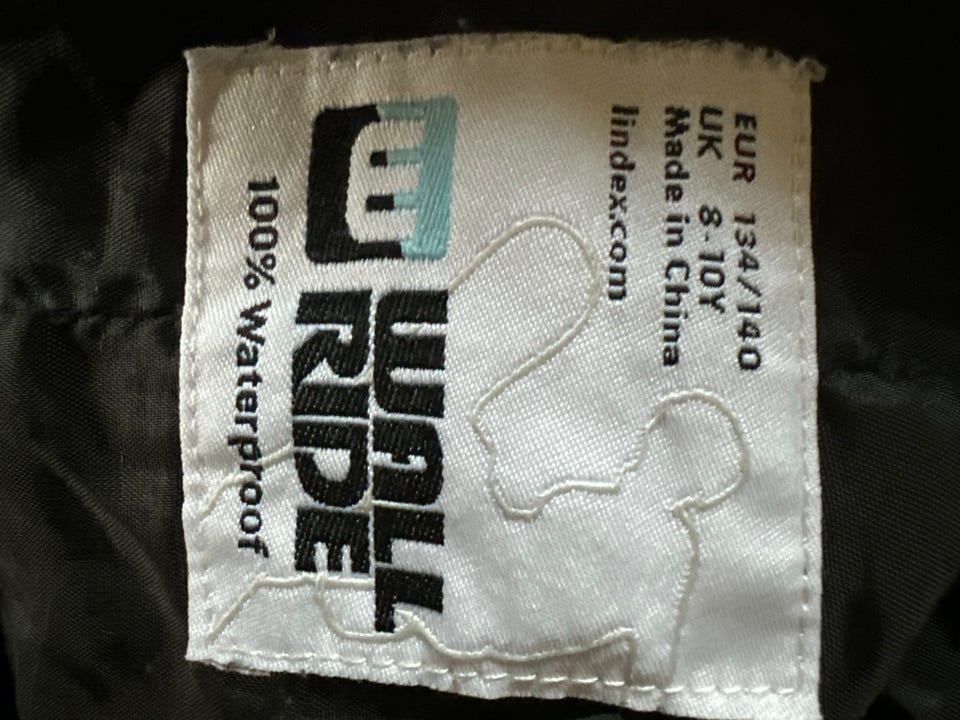 EUR 134/140
UK 8-10Y
Made in China
lindex.com
WALL
RIDE
100% Waterproof